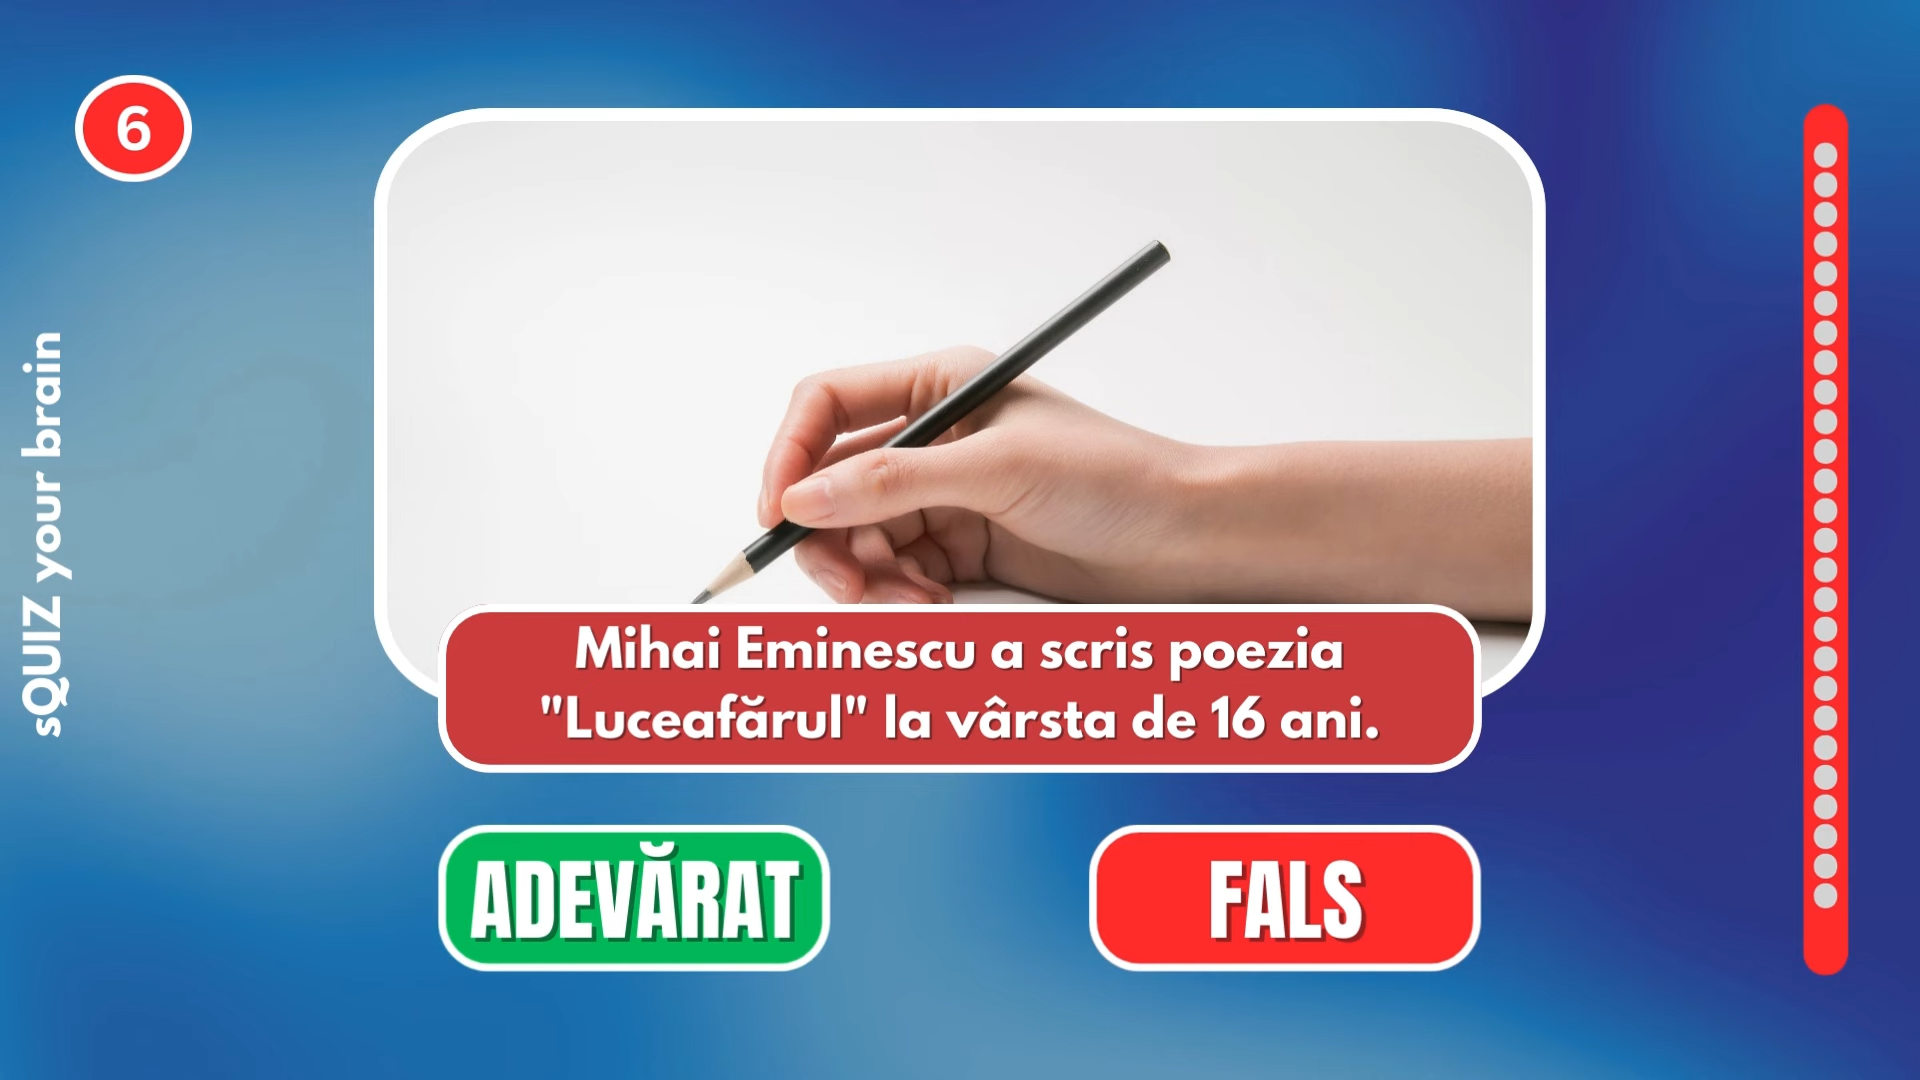 6
sQUIZ your brain
Mihai Eminescu a scris poezia
"Luceafărul" la vârsta de 16 ani.
ADEVĂRAT
FALS